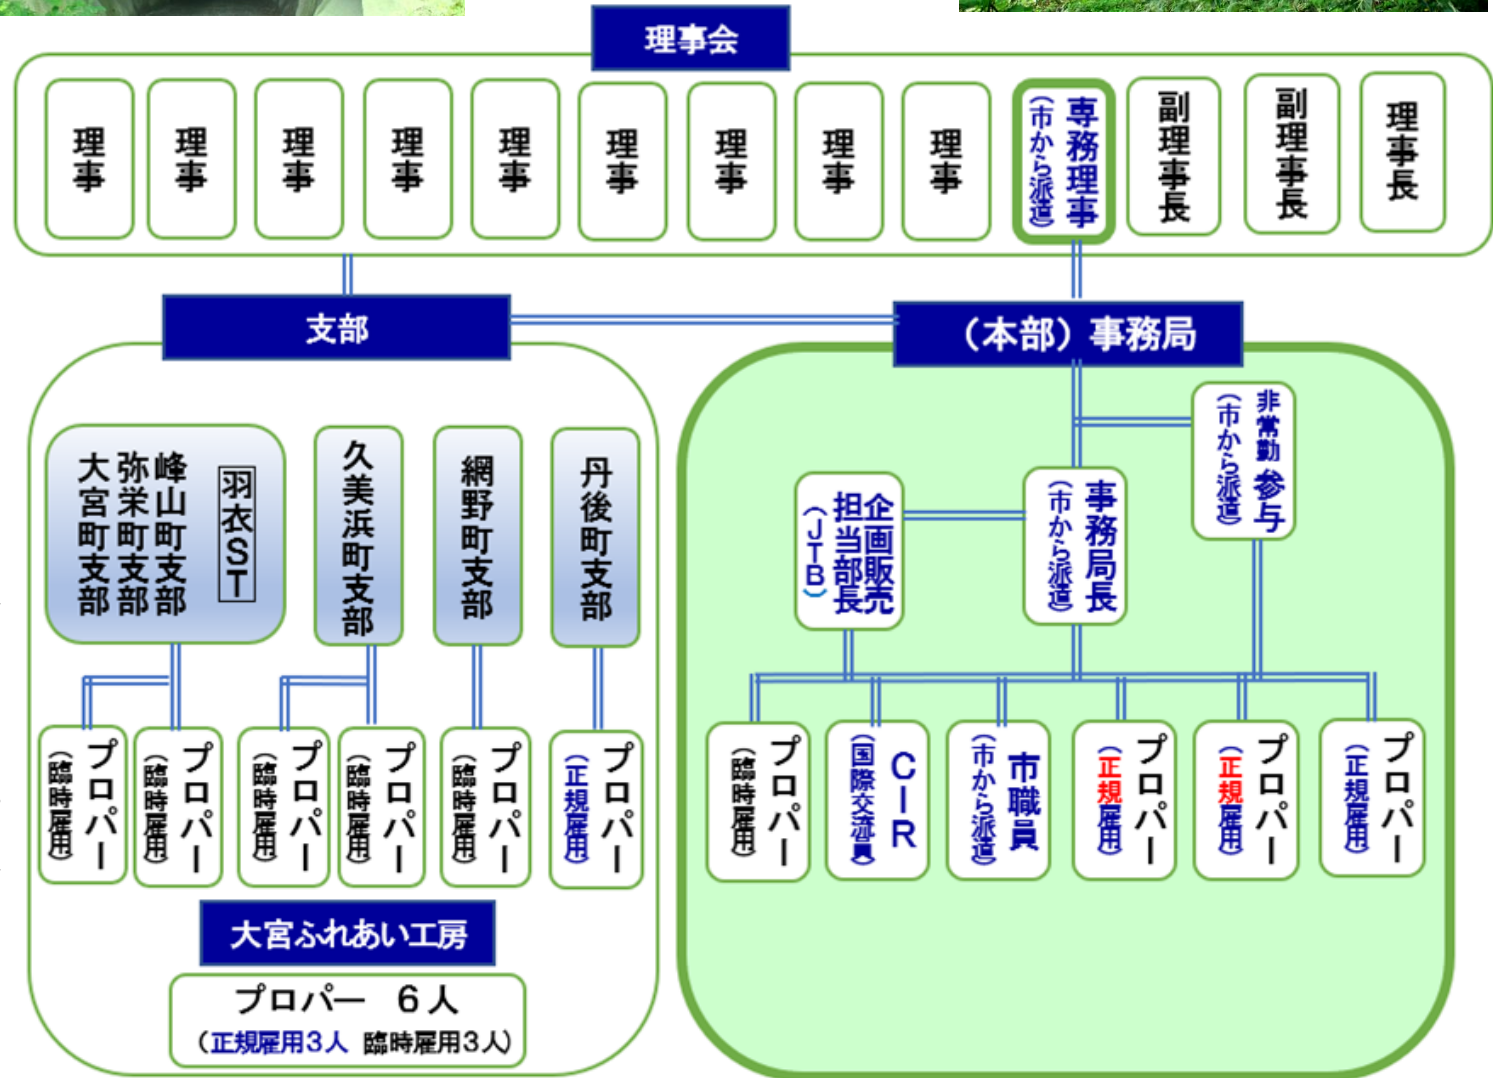 理事会
理事
理事
理事
理事
理事
理事
理事
理事
理事
専務理事
（市から派遣）
副理事長
副理事長
理事長
支部
（本部）事務局
羽衣ST
峰山町支部
弥栄町支部
大宮町支部
久美浜町支部
網野町支部
丹後町支部
非常勤 参与
（市から派遣）
事務局長
（市から派遣）
企画販売
担当部長
（JTB）
プロパー
（臨時雇用）
プロパー
（臨時雇用）
プロパー
（臨時雇用）
プロパー
（臨時雇用）
プロパー
（臨時雇用）
プロパー
（正規雇用）
プロパー
（臨時雇用）
CIR
（国際交流員）
市職員
（市から派遣）
プロパー
（正規雇用）
プロパー
（正規雇用）
プロパー
（正規雇用）
大宮ふれあい工房
プロパー 6人
（正規雇用3人 臨時雇用3人）